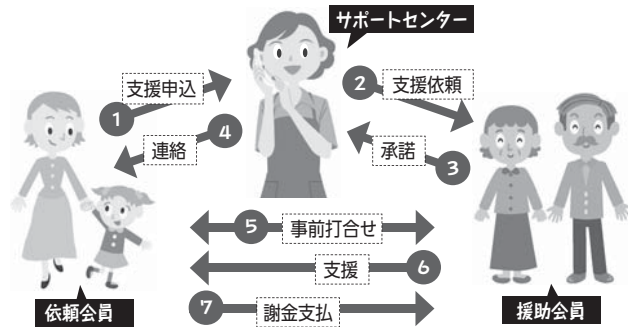 サポートセンター
1 支援申込
2 支援依頼
4 連絡
承諾 3
5 事前打合せ
支援 6
7 謝金支払
依頼会員
援助会員